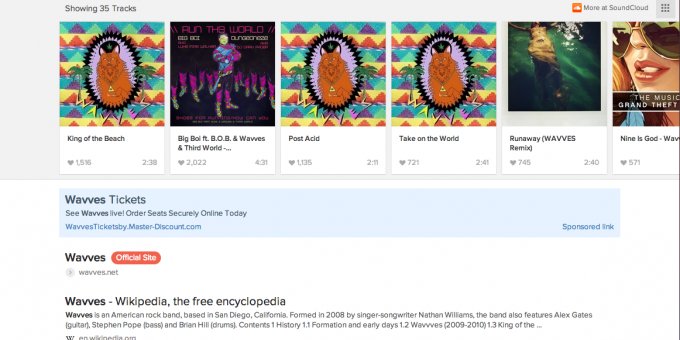 Showing 35 Tracks
More at SoundCloud
WAVVES
// RUN THE WORLD //
BIG BOI
WAVVES
WAVVES
THE MUSIC
GRAND THEFT
King of the Beach
Big Boi ft. B.O.B. & Wavves
& Third World -...
Post Acid
Take on the World
Runaway (WAVVES
Remix)
Nine Is God - Wavv
1,516 2:38
2,022 4:31
1,135 2:11
721 2:41
745 2:40
571
Wavves Tickets
See Wavves live! Order Seats Securely Online Today
WavvesTicketsby.Master-Discount.com
Sponsored link
Wavves Official Site
wavves.net
Wavves - Wikipedia, the free encyclopedia
Wavves is an American rock band, based in San Diego, California. Formed in 2008 by singer-songwriter Nathan Williams, the band also features Alex Gates
(guitar), Stephen Pope (bass) and Brian Hill (drums). Contents 1 History 1.1 Formation and early days 1.2 Wavvves (2009-2010) 1.3 King of the ...
W en.wikipedia.org